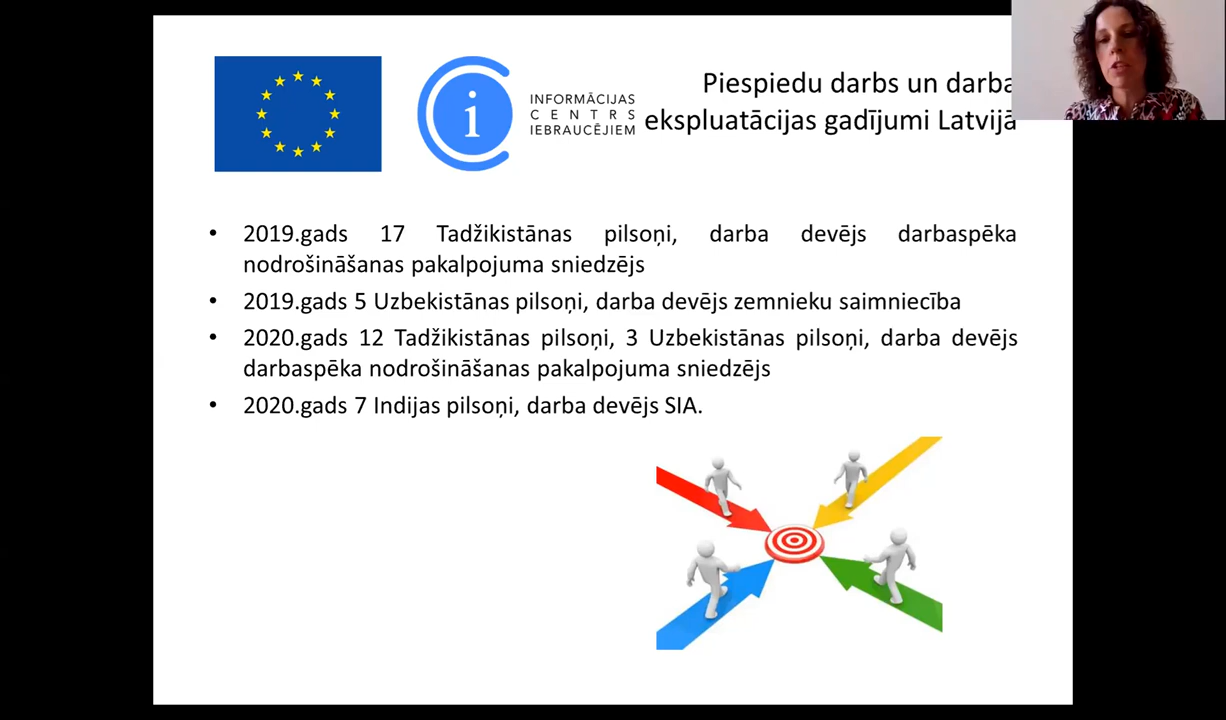 INFORMĀCIJAS
CENTRS
IEBRAUCĒJIEM
Piespiedu darbs un darba
ekspluatācijas gadījumi Latvijā
• 2019.gads 17 Tadžikistānas pilsoņi, darba devējs darbaspēka
nodrošināšanas pakalpojuma sniedzējs
• 2019.gads 5 Uzbekistānas pilsoņi, darba devējs zemnieku saimniecība
• 2020.gads 12 Tadžikistānas pilsoņi, 3 Uzbekistānas pilsoņi, darba devējs
darbaspēka nodrošināšanas pakalpojuma sniedzējs
• 2020.gads 7 Indijas pilsoņi, darba devējs SIA.